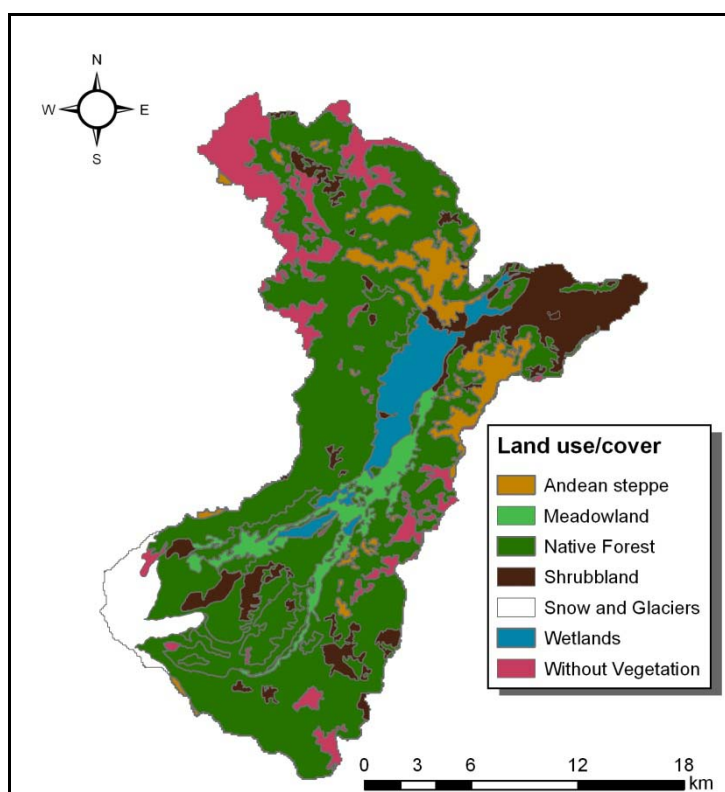 N
W E
S
Land use/cover
Andean steppe
Meadowland
Native Forest
Shrubbland
Snow and Glaciers
Wetlands
Without Vegetation
0 3 6 12 18
km